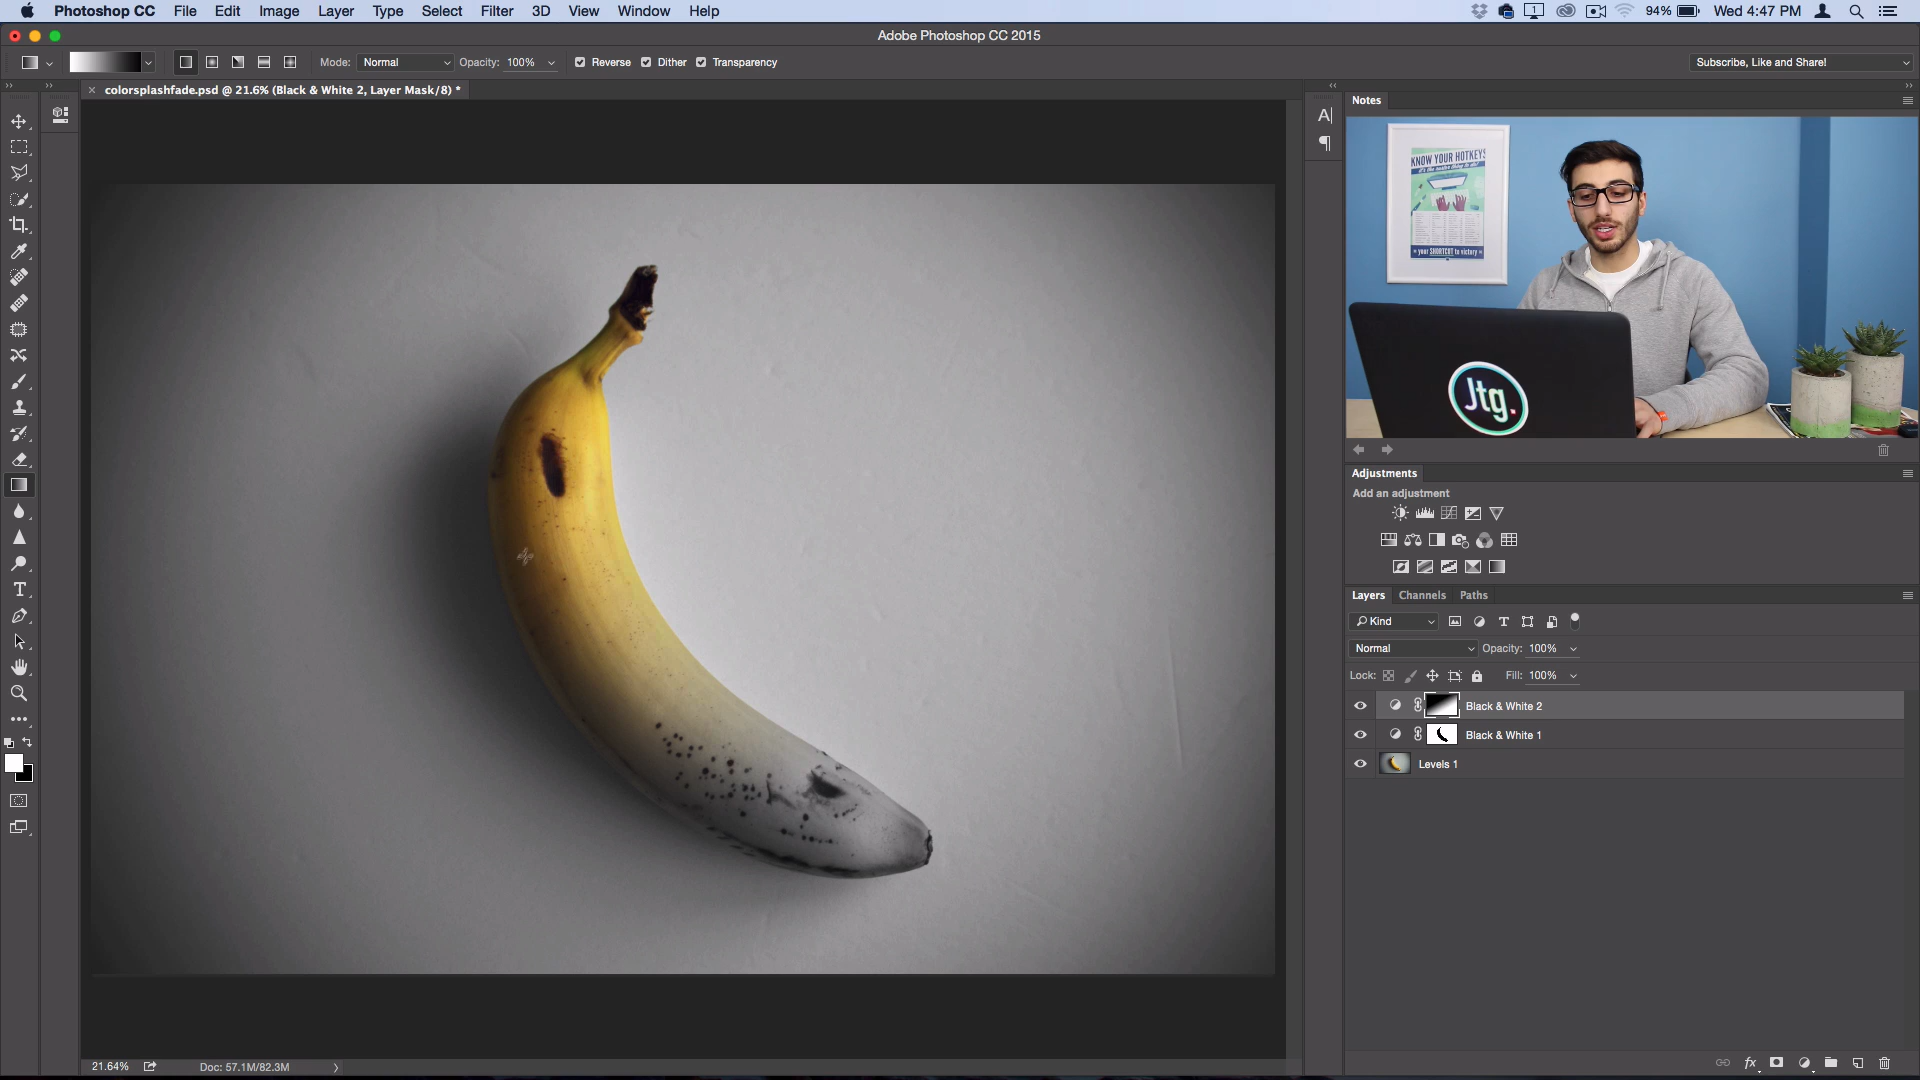 Photoshop CC File Edit Image Layer Type Select Filter 3D View Window Help
94% Wed 4:47 PM
Adobe Photoshop CC 2015
Mode: Normal Opacity: 100% Reverse Dither Transparency
Subscribe, Like and Share!
colorsplashfade.psd @ 21.6% (Black & White 2, Layer Mask/8) *
Notes
KNOW YOUR HOTKEYS
your SHORTCUT to victory
Jtg.
Adjustments
Add an adjustment
Layers Channels Paths
Kind
Normal Opacity: 100%
Lock: Fill: 100%
Black & White 2
Black & White 1
Levels 1
21.64% Doc: 57.1M/82.3M